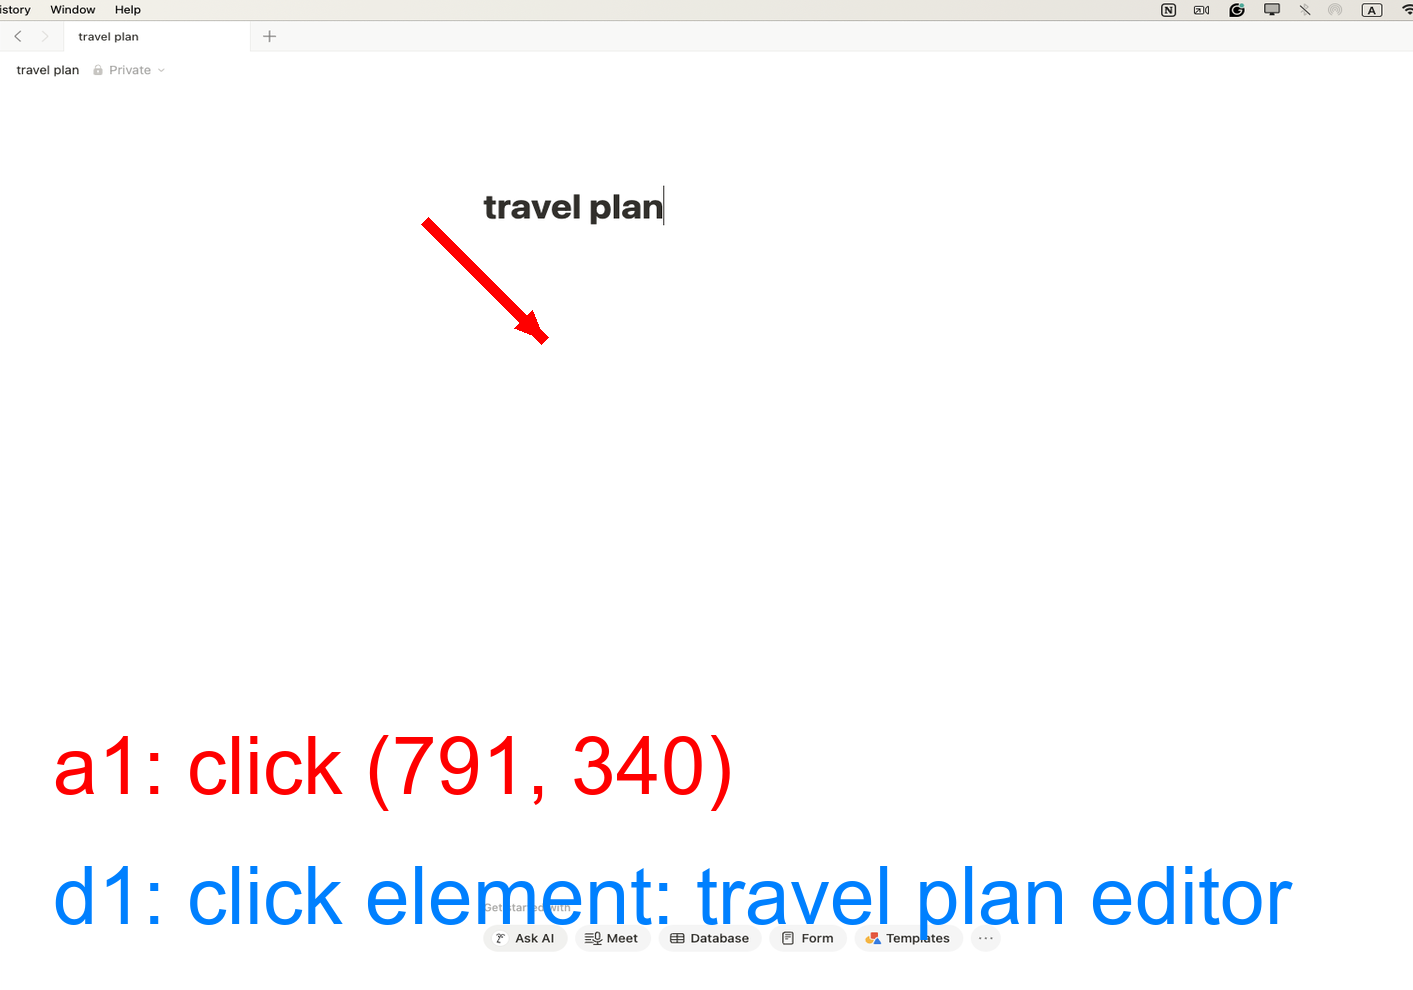 istory Window Help
N A
travel plan
travel plan Private
travel plan
a1: click (791, 340)
d1: click element: travel plan editor
Get started with
Ask AI Meet Database Form Templates ...